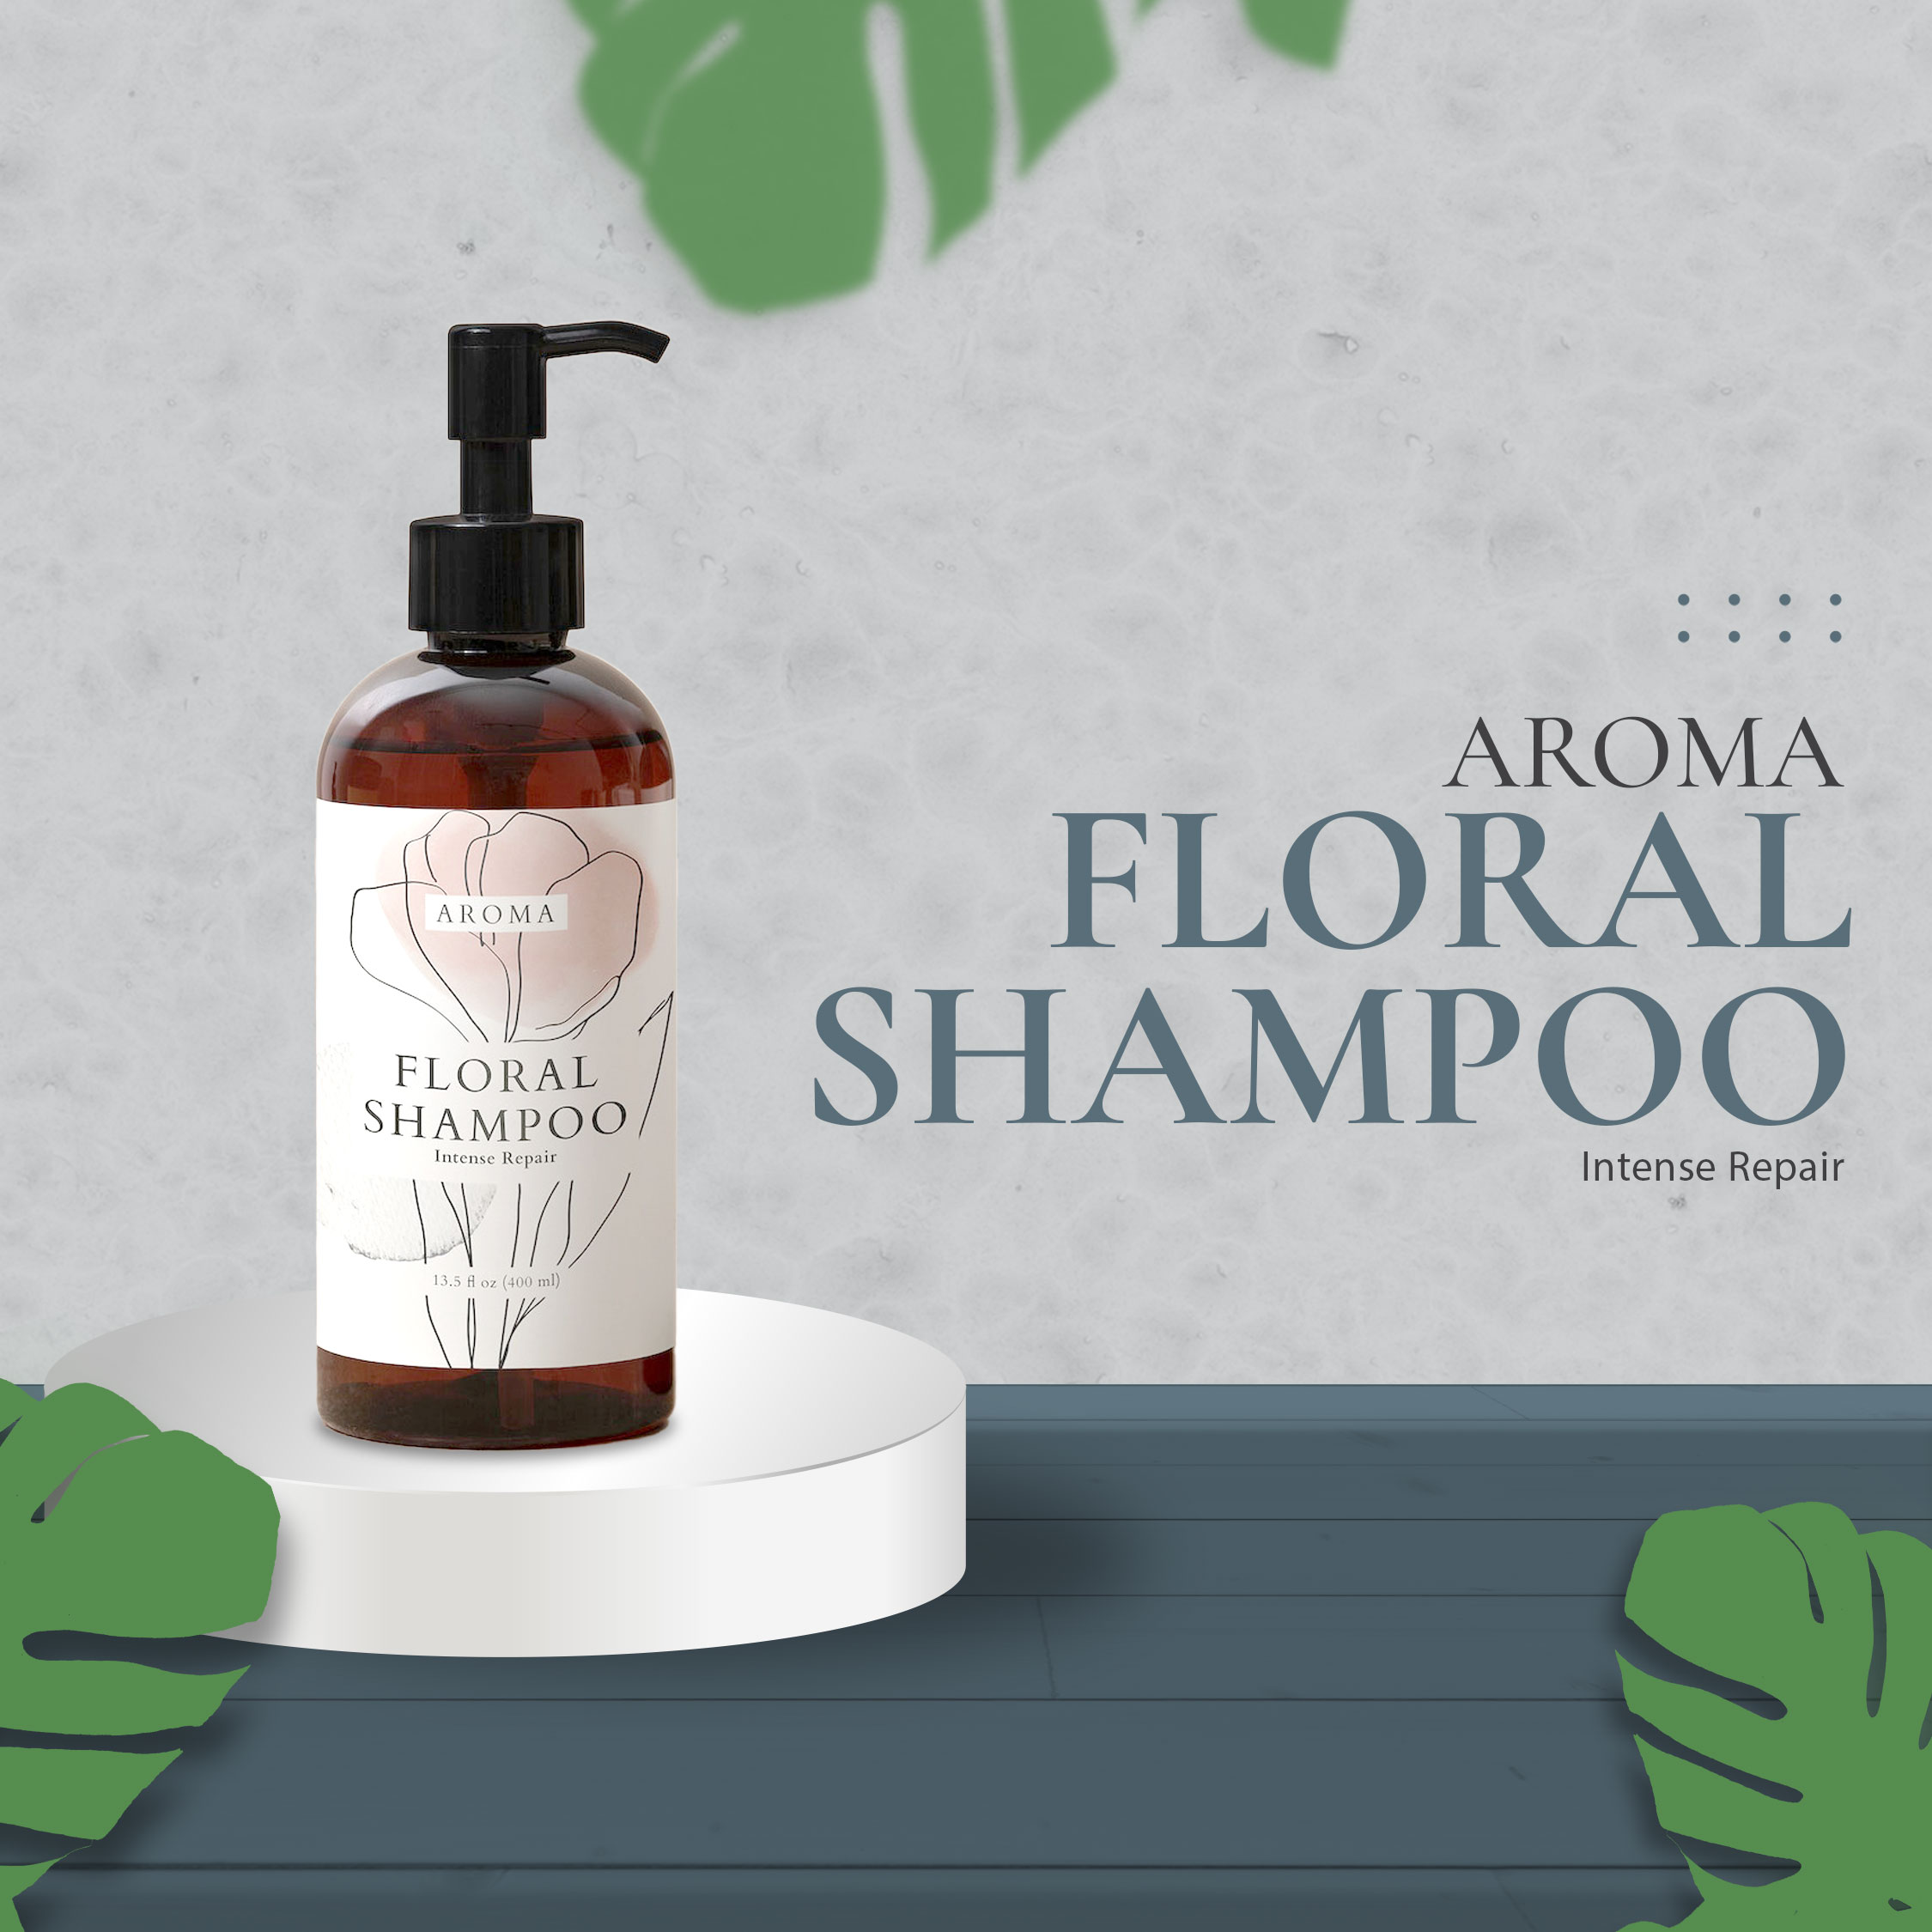 AROMA
FLORAL
SHAMPOO
Intense Repair
13.5 fl oz (400 ml)
AROMA
FLORAL
SHAMPOO
Intense Repair